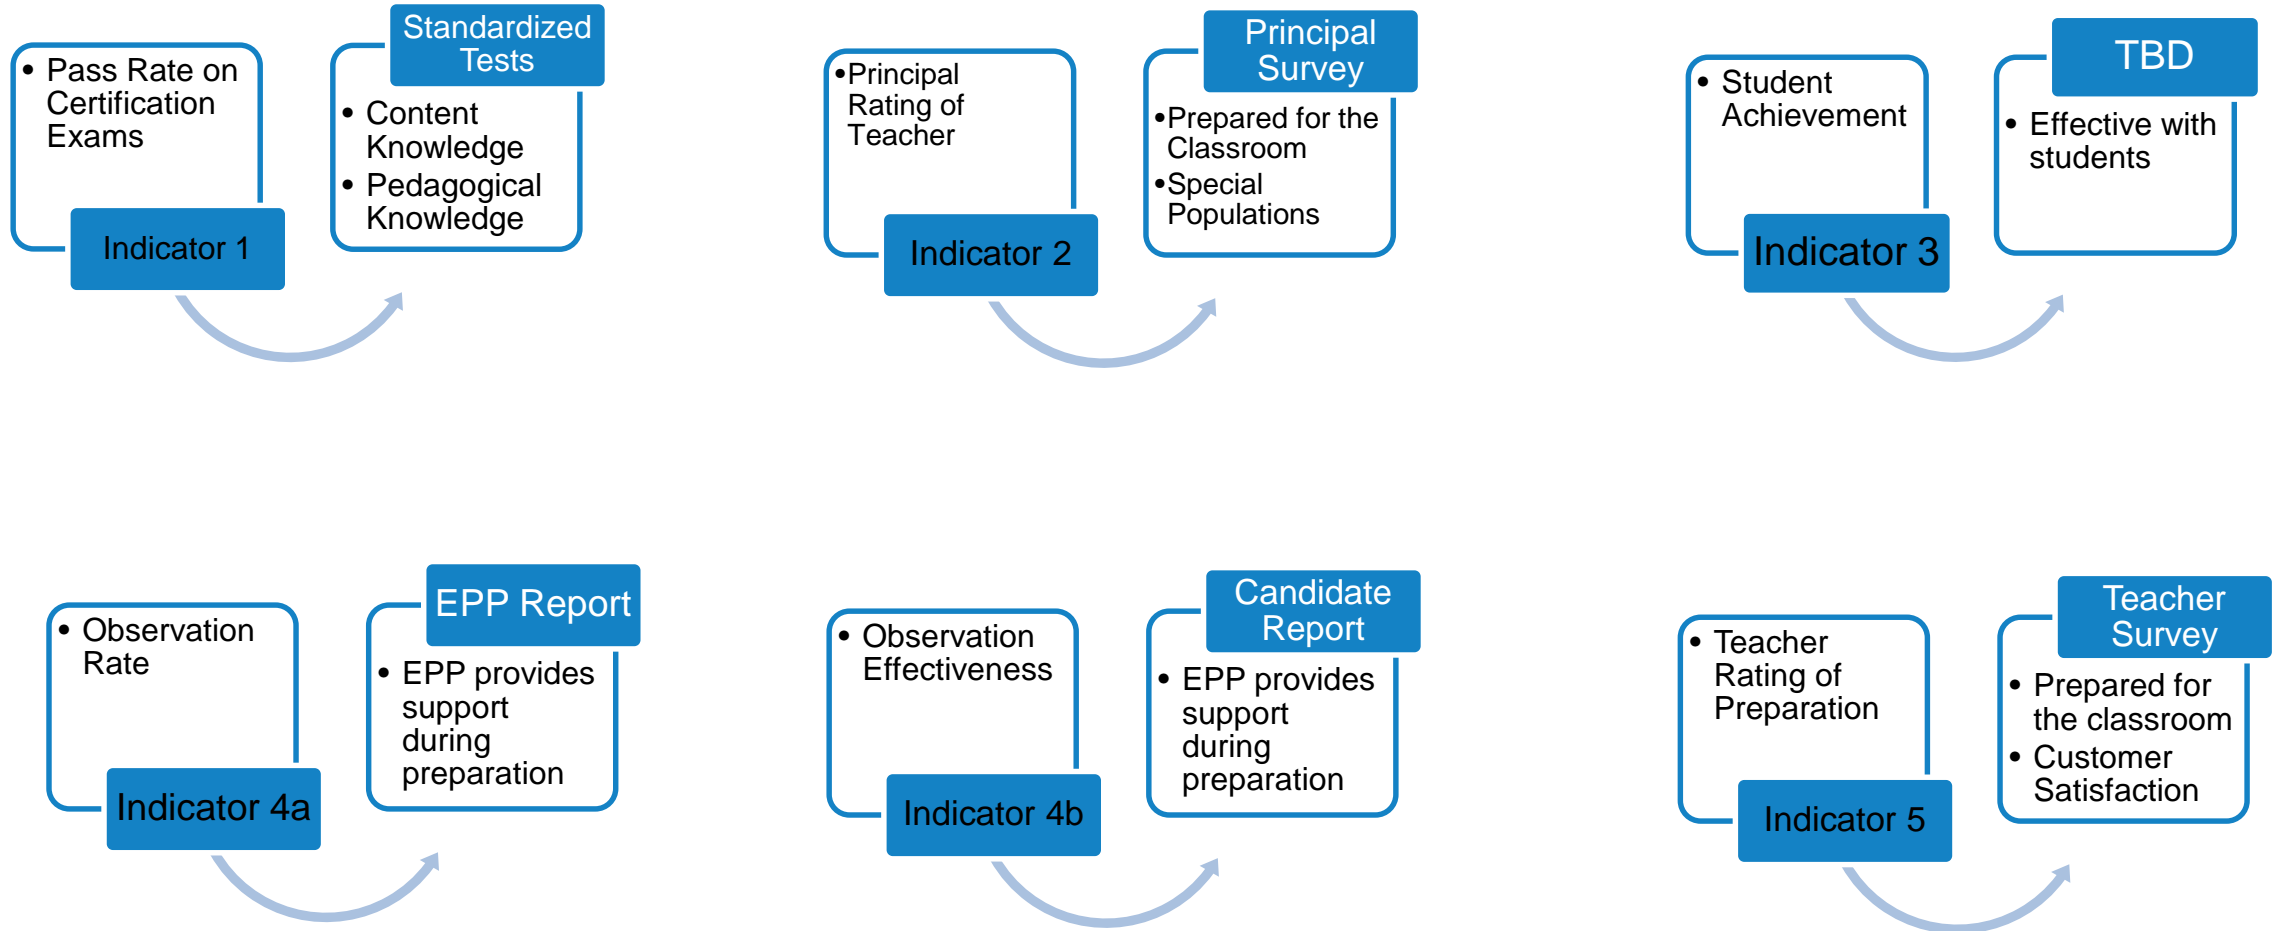 • Pass Rate on
Certification
Exams
Indicator 1
Standardized
Tests
• Content
Knowledge
• Pedagogical
Knowledge
•Principal
Rating of
Teacher
Indicator 2
Principal
Survey
•Prepared for the
Classroom
•Special
Populations
• Student
Achievement
Indicator 3
TBD
• Effective with
students
• Observation
Rate
Indicator 4a
EPP Report
• EPP provides
support
during
preparation
• Observation
Effectiveness
Indicator 4b
Candidate
Report
• EPP provides
support
during
preparation
• Teacher
Rating of
Preparation
Indicator 5
Teacher
Survey
• Prepared for
the classroom
• Customer
Satisfaction